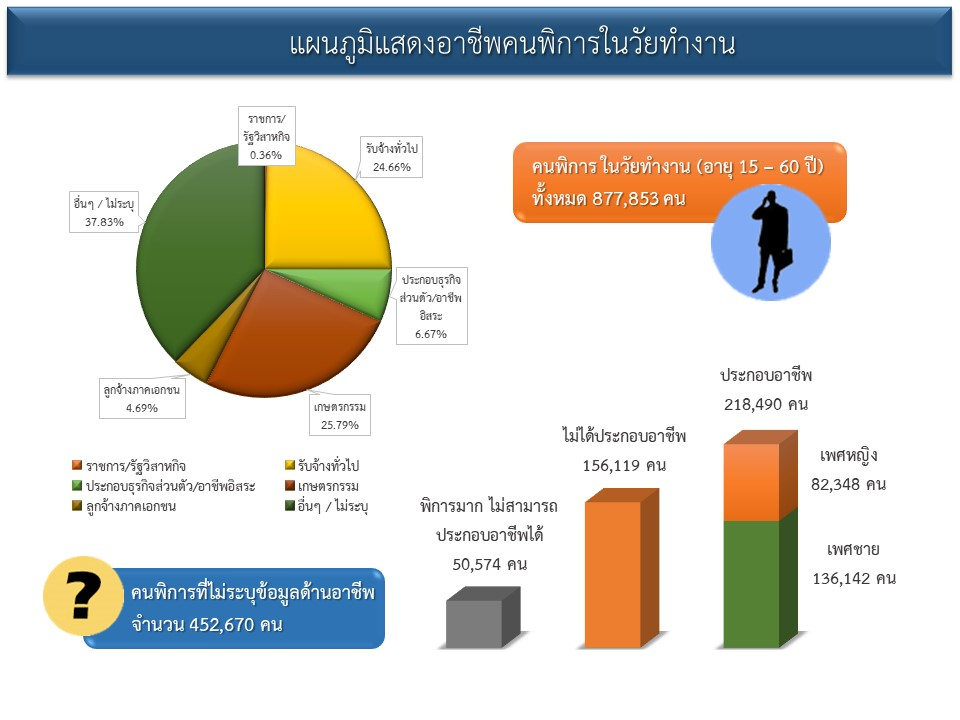 แผนภูมิแสดงอาชีพคนพิการในวัยทำงาน
ราชการ/
รัฐวิสาหกิจ
0.36%
รับจ้างทั่วไป
24.66%
อื่นๆ / ไม่ระบุ
37.83%
ประกอบธุรกิจ
ส่วนตัว/อาชีพ
อิสระ
6.67%
ลูกจ้างภาคเอกชน
4.69%
เกษตรกรรม
25.79%
ราชการ/รัฐวิสาหกิจ
รับจ้างทั่วไป
ประกอบธุรกิจส่วนตัว/อาชีพอิสระ
เกษตรกรรม
ลูกจ้างภาคเอกชน
อื่นๆ / ไม่ระบุ
คนพิการ ในวัยทำงาน (อายุ 15 – 60 ปี)
ทั้งหมด 877,853 คน
ประกอบอาชีพ
218,490 คน
ไม่ได้ประกอบอาชีพ
156,119 คน
เพศหญิง
82,348 คน
พิการมาก ไม่สามารถ
ประกอบอาชีพได้
50,574 คน
เพศชาย
136,142 คน
?
คนพิการที่ไม่ระบุข้อมูลด้านอาชีพ
จำนวน 452,670 คน